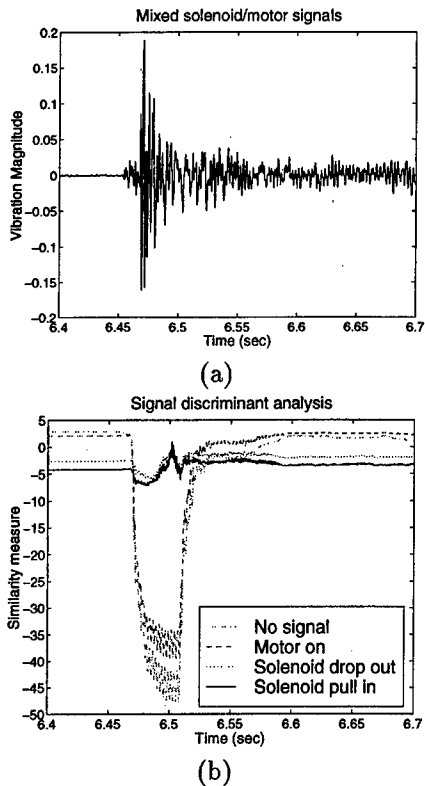 Mixed solenoid/motor signals
Vibration Magnitude
0.2
0.15
0.1
0.05
0
−0.05
−0.1
−0.15
−0.2
6.4 6.45 6.5 6.55 6.6 6.65 6.7
Time (sec)
(a)
Signal discriminant analysis
Similarity measure
5
0
−5
−10
−15
−20
−25
−30
−35
−40
−45
−50
No signal
Motor on
Solenoid drop out
Solenoid pull in
6.4 6.45 6.5 6.55 6.6 6.65 6.7
Time (sec)
(b)